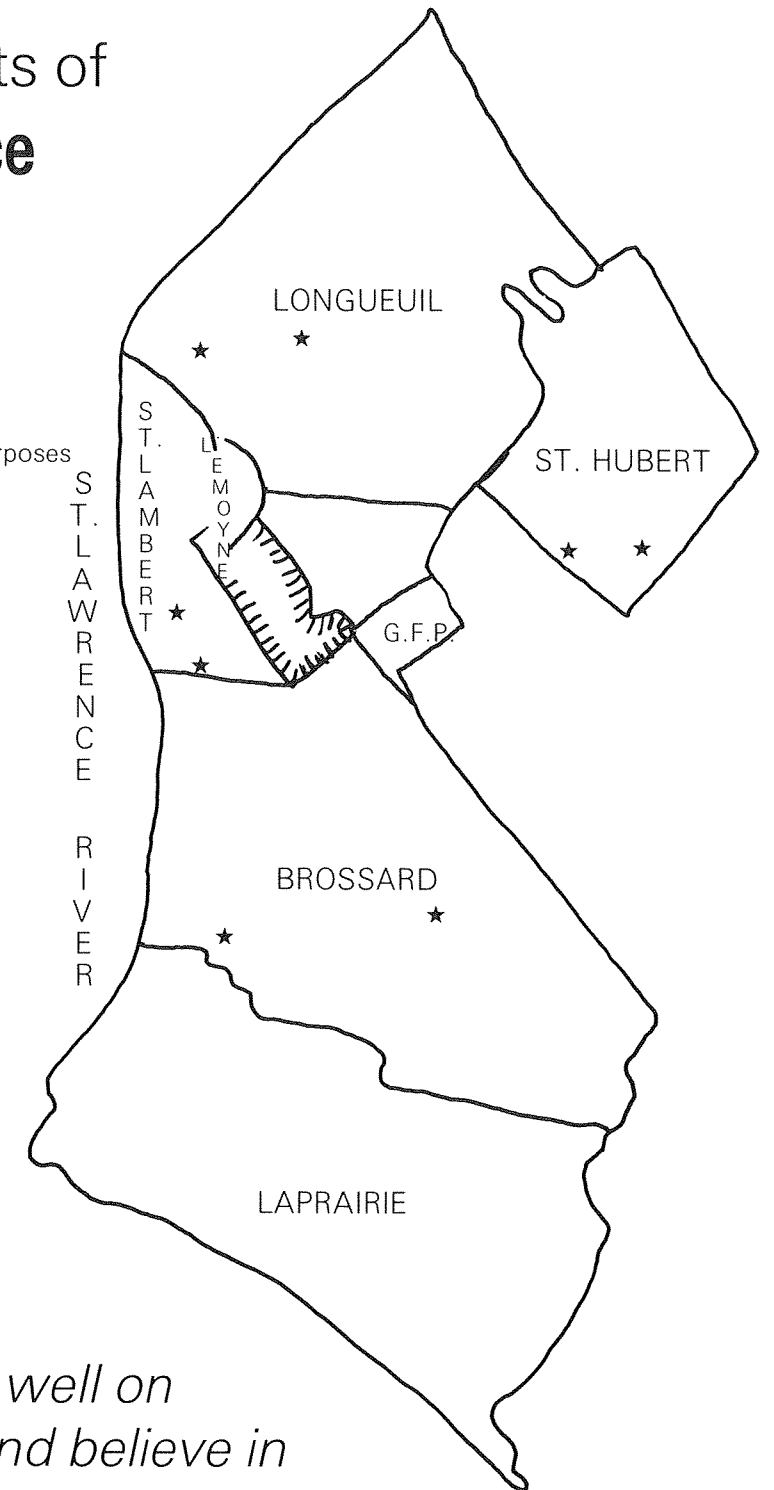 ts of
ce
LONGUEUIL
ST. LAMBERT
LEMOYNE
rposes
ST. HUBERT
ST. LAWRENCE RIVER
G.F.P.
BROSSARD
LAPRAIRIE
well on
nd believe in